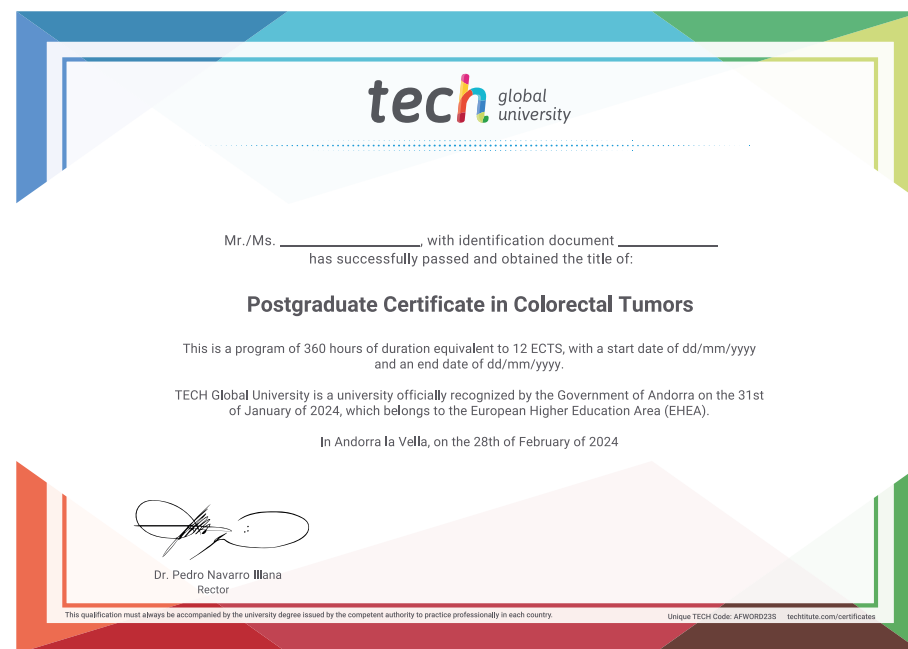 tech global university
Mr./Ms. ____________________, with identification document ______________
has successfully passed and obtained the title of:
Postgraduate Certificate in Colorectal Tumors
This is a program of 360 hours of duration equivalent to 12 ECTS, with a start date of dd/mm/yyyy
and an end date of dd/mm/yyyy.
TECH Global University is a university officially recognized by the Government of Andorra on the 31st
of January of 2024, which belongs to the European Higher Education Area (EHEA).
In Andorra la Vella, on the 28th of February of 2024
Dr. Pedro Navarro Illana
Rector
This qualification must always be accompanied by the university degree issued by the competent authority to practice professionally in each country.
Unique TECH Code: AFWORD23S techtitute.com/certificates